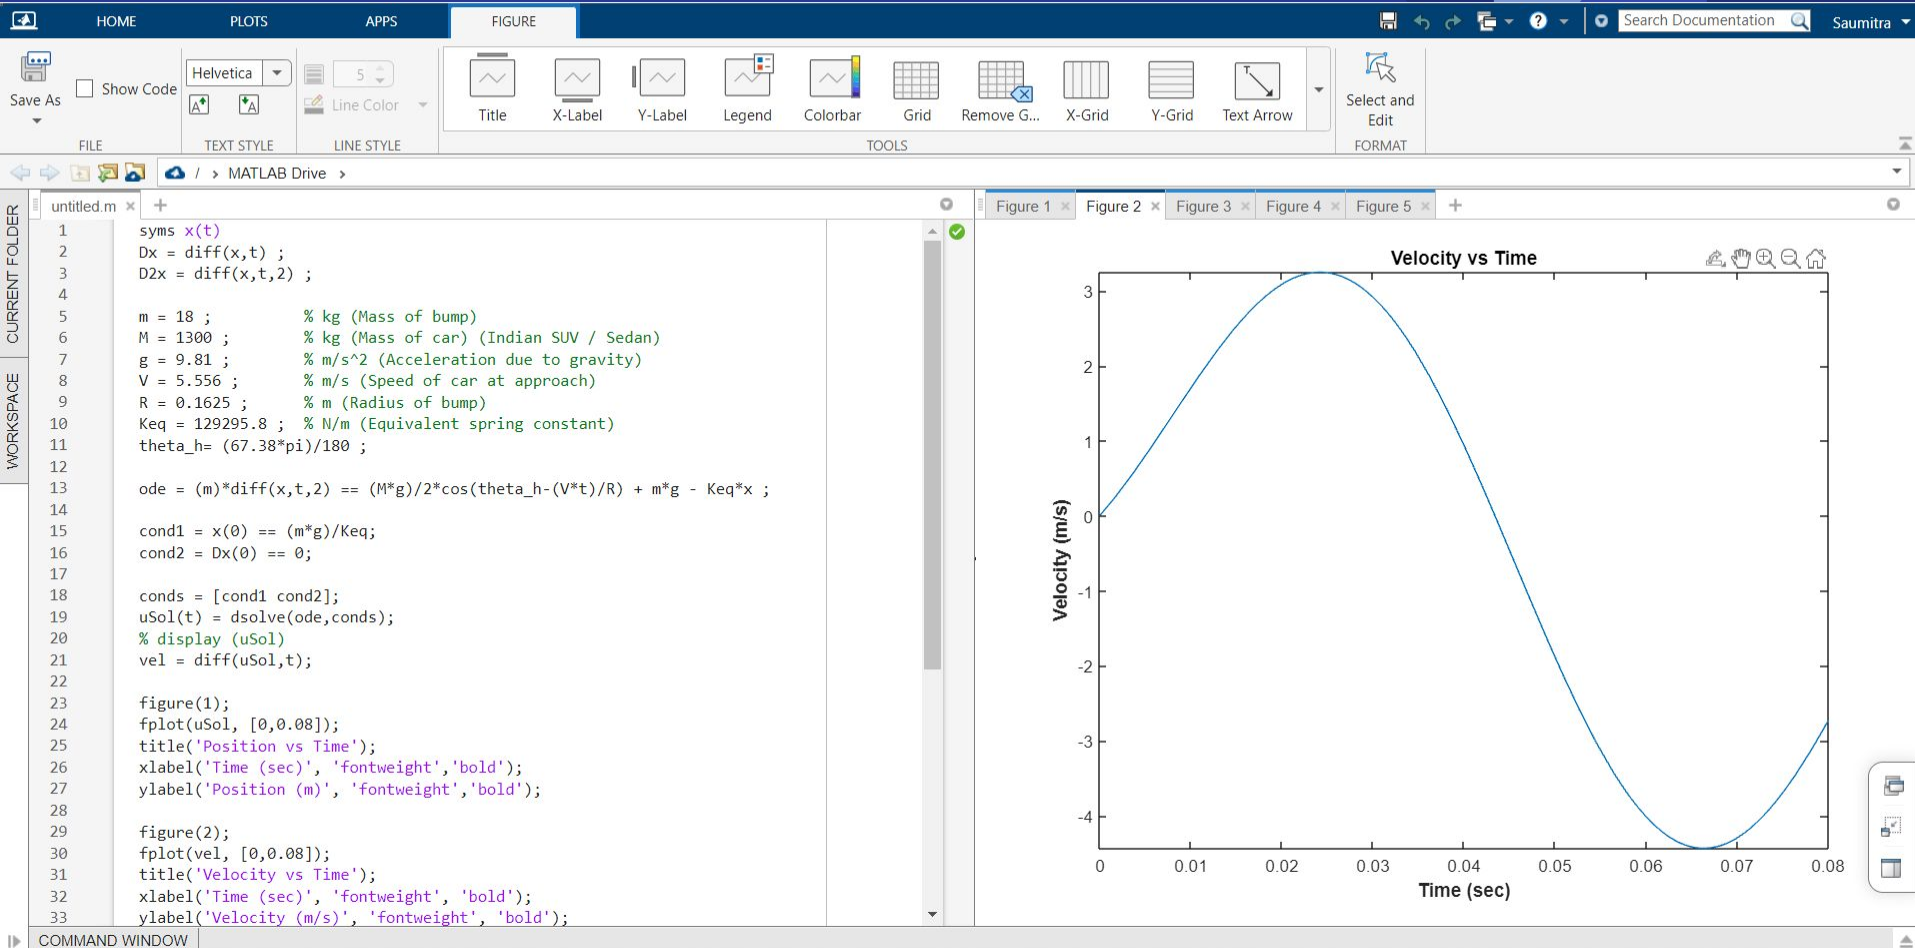 HOME PLOTS APPS FIGURE Search Documentation Saumitra
Save As
Show Code
Helvetica
A A
5
Line Color
Title X-Label Y-Label Legend Colorbar Grid Remove G... X-Grid Y-Grid Text Arrow
Select and
Edit
FILE TEXT STYLE LINE STYLE TOOLS FORMAT
/ > MATLAB Drive >
CURRENT FOLDER
WORKSPACE
untitled.m × +
1 syms x(t)
2 Dx = diff(x,t) ;
3 D2x = diff(x,t,2) ;
4
5 m = 18 ; % kg (Mass of bump)
6 M = 1300 ; % kg (Mass of car) (Indian SUV / Sedan)
7 g = 9.81 ; % m/s^2 (Acceleration due to gravity)
8 V = 5.556 ; % m/s (Speed of car at approach)
9 R = 0.1625 ; % m (Radius of bump)
10 Keq = 129295.8 ; % N/m (Equivalent spring constant)
11 theta_h= (67.38*pi)/180 ;
12
13 ode = (m)*diff(x,t,2) == (M*g)/2*cos(theta_h-(V*t)/R) + m*g - Keq*x ;
14
15 cond1 = x(0) == (m*g)/Keq;
16 cond2 = Dx(0) == 0;
17
18 conds = [cond1 cond2];
19 uSol(t) = dsolve(ode,conds);
20 % display (uSol)
21 vel = diff(uSol,t);
22
23 figure(1);
24 fplot(uSol, [0,0.08]);
25 title('Position vs Time');
26 xlabel('Time (sec)', 'fontweight','bold');
27 ylabel('Position (m)', 'fontweight','bold');
28
29 figure(2);
30 fplot(vel, [0,0.08]);
31 title('Velocity vs Time');
32 xlabel('Time (sec)', 'fontweight', 'bold');
33 ylabel('Velocity (m/s)', 'fontweight', 'bold');
COMMAND WINDOW
Figure 1 × Figure 2 × Figure 3 × Figure 4 × Figure 5 × +
Velocity vs Time
Velocity (m/s)
3
2
1
0
-1
-2
-3
-4
0 0.01 0.02 0.03 0.04 0.05 0.06 0.07 0.08
Time (sec)